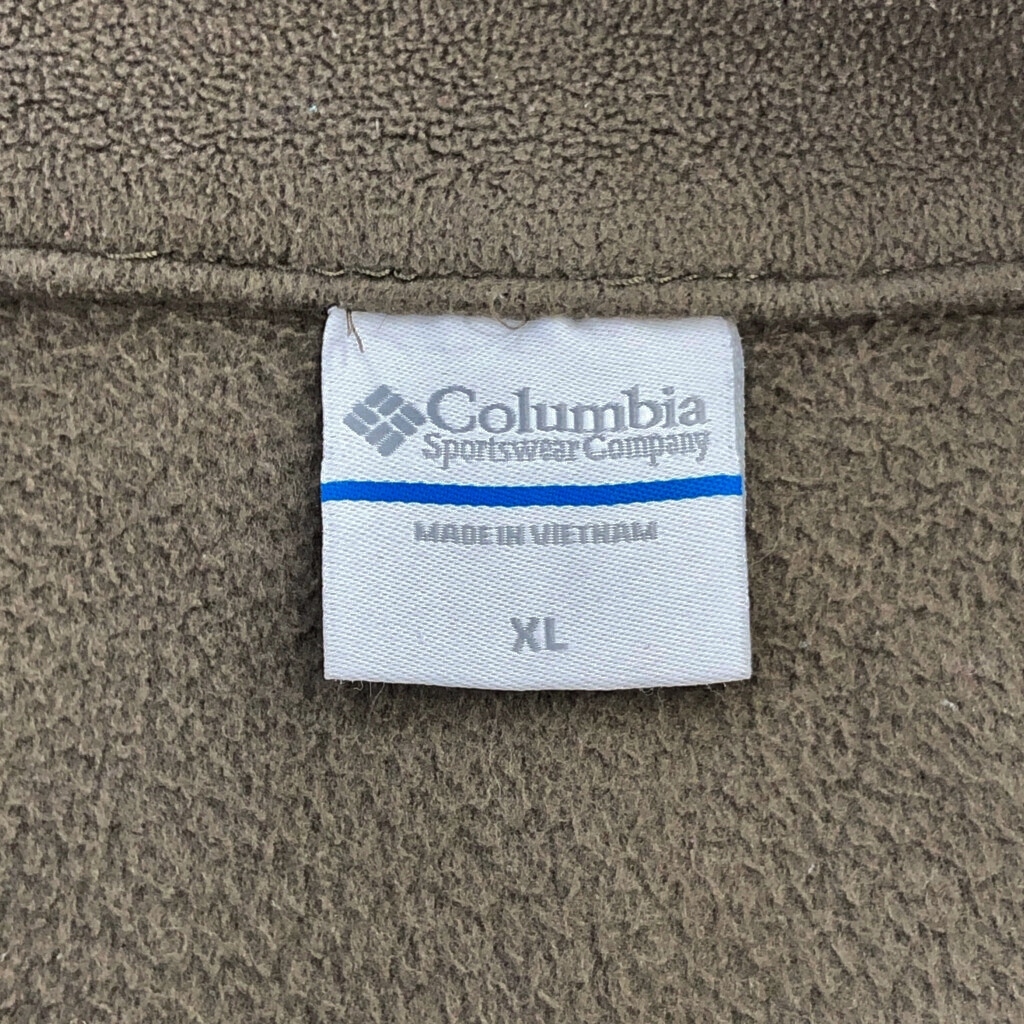 Columbia
Sportswear Company
MADE IN VIETNAM
XL